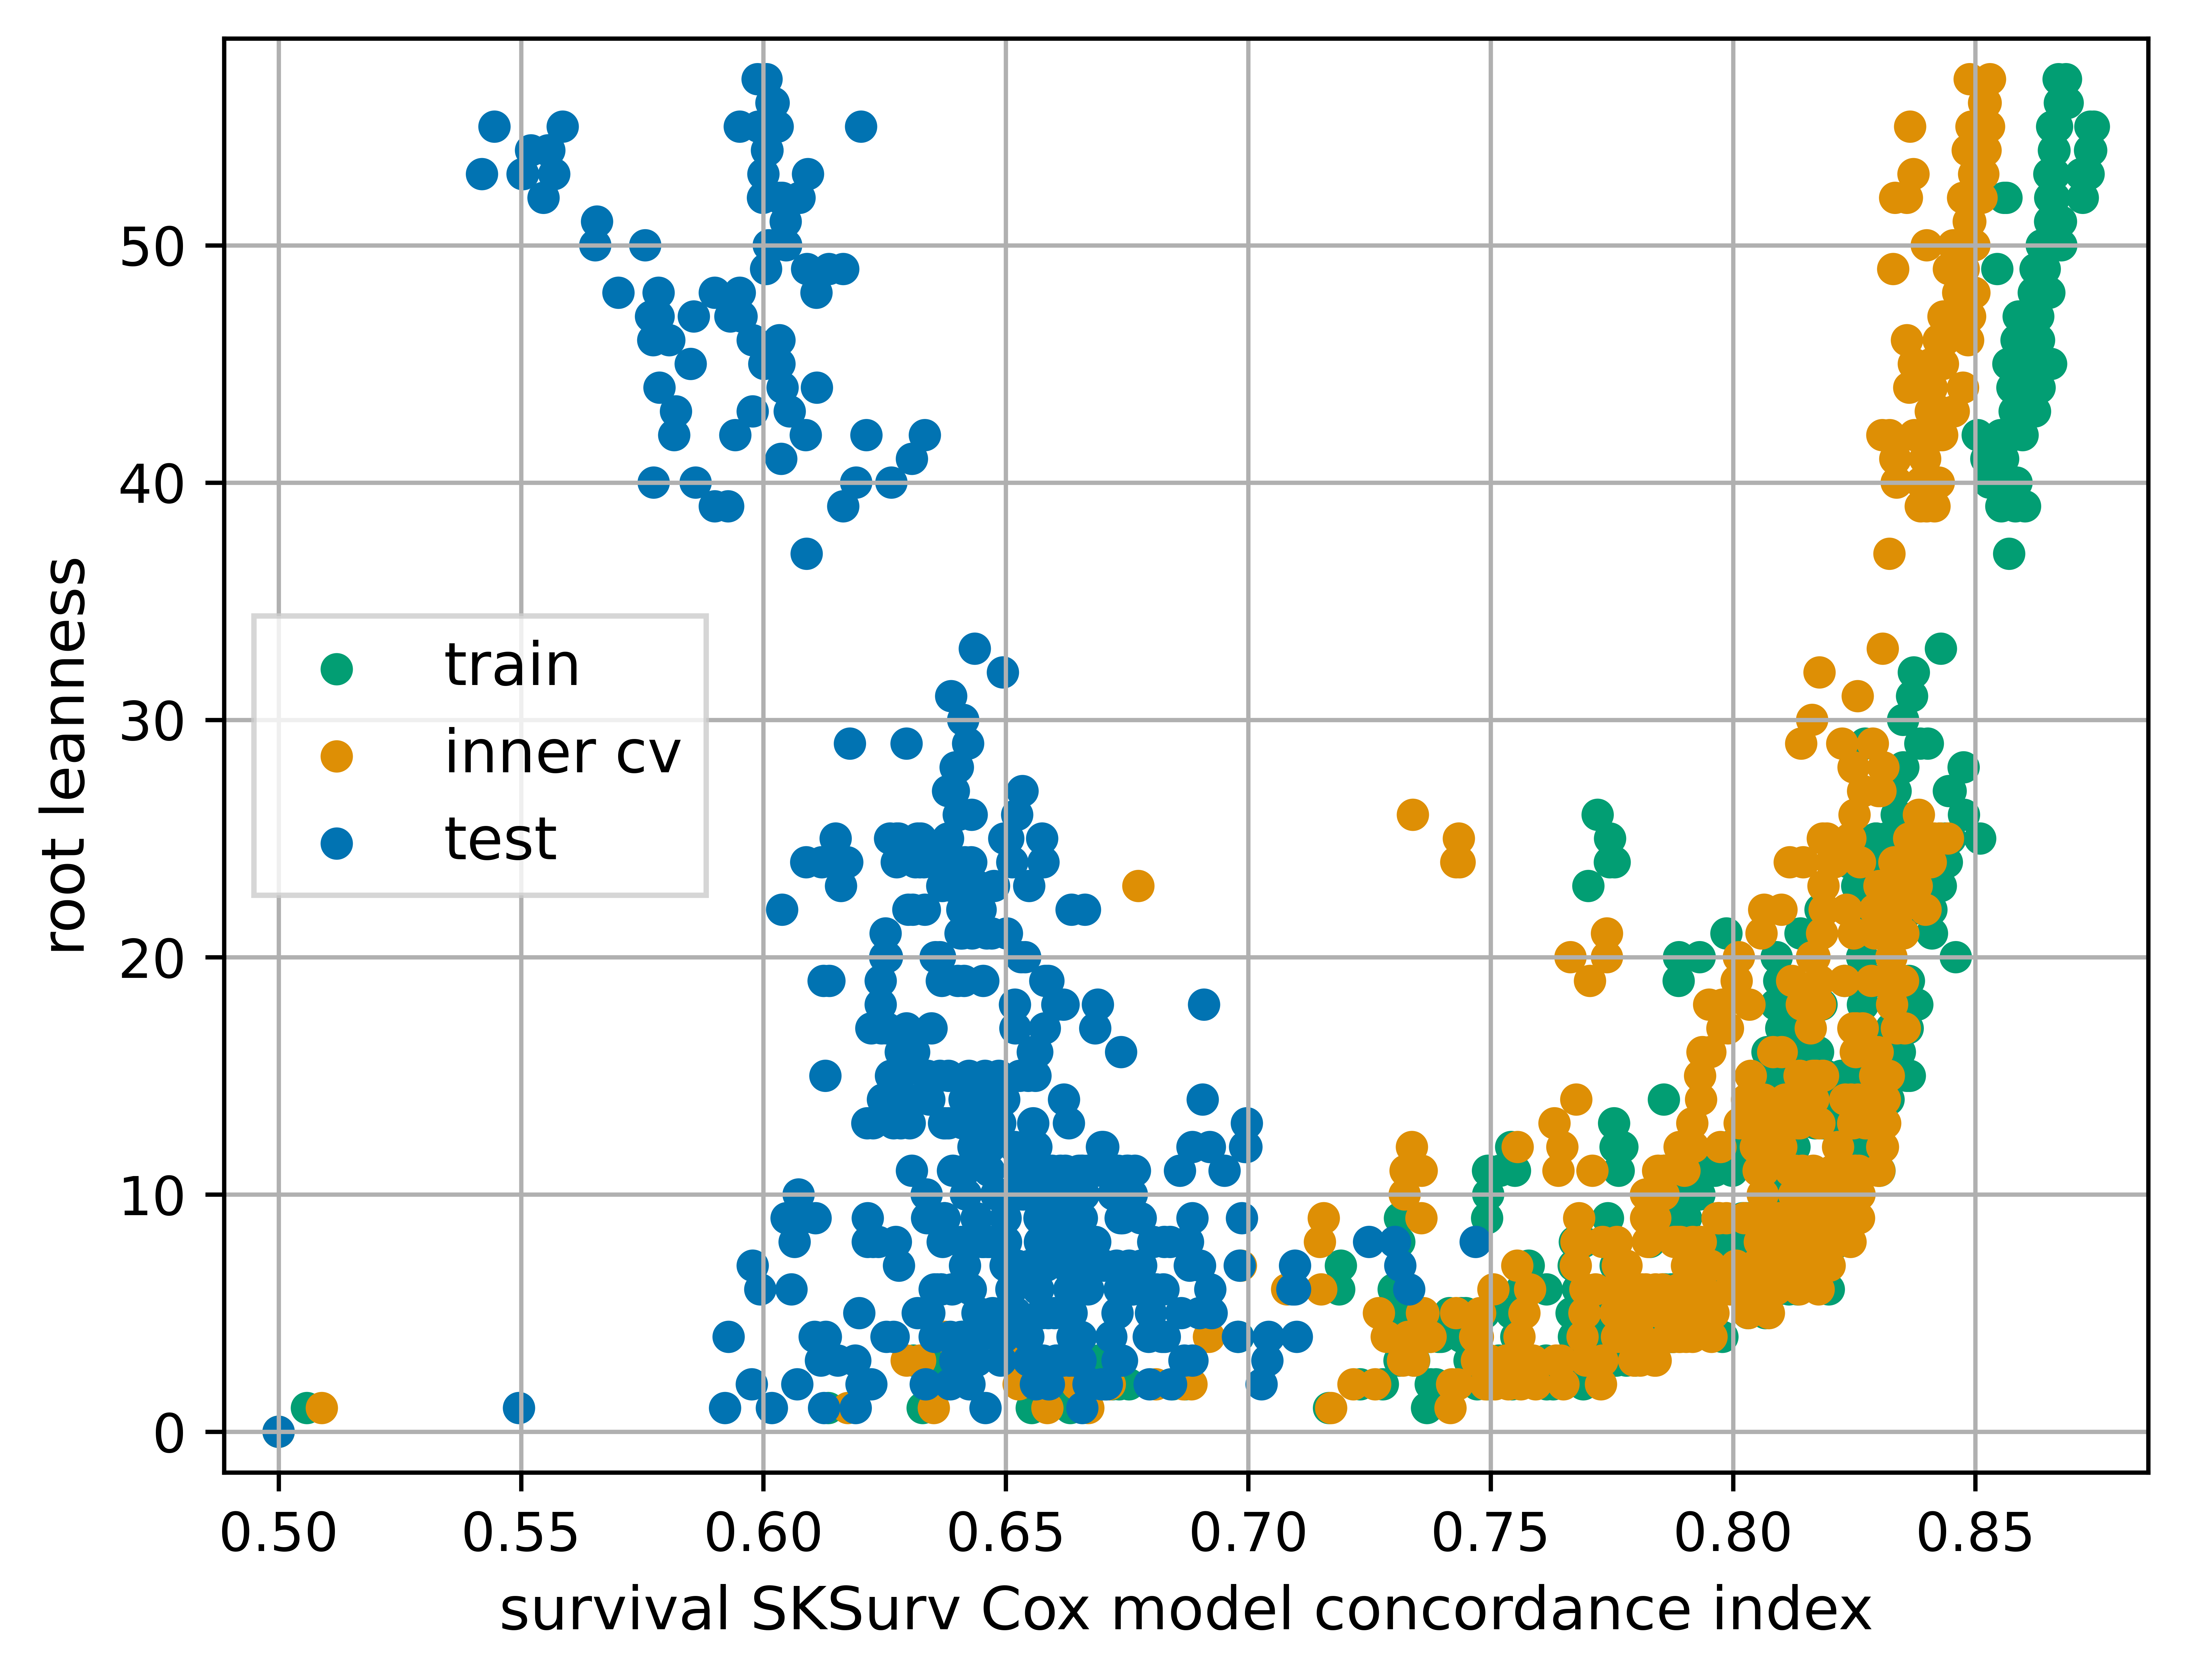 50
40
30
20
10
0
root leanness
train
inner cv
test
0.50 0.55 0.60 0.65 0.70 0.75 0.80 0.85
survival SKSurv Cox model concordance index